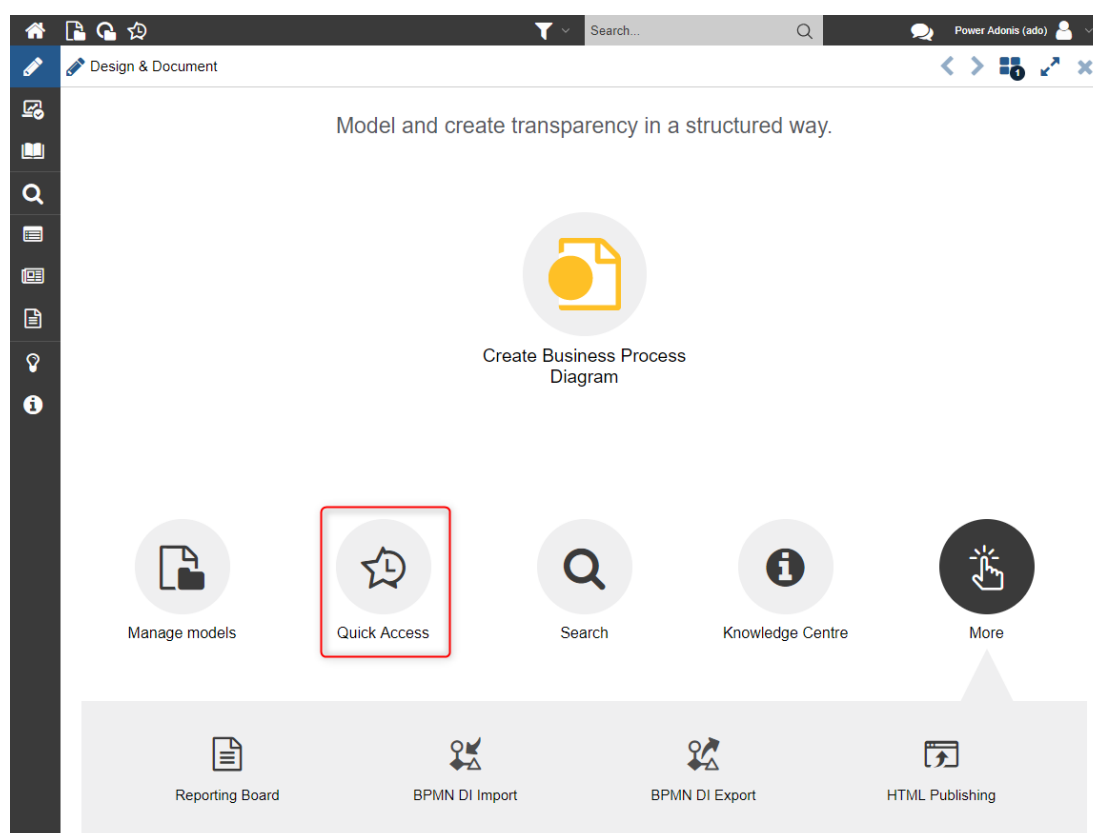 Search...
Power Adonis (ado)
Design & Document
1
Model and create transparency in a structured way.
Create Business Process
Diagram
Manage models
Quick Access
Search
Knowledge Centre
More
Reporting Board
BPMN DI Import
BPMN DI Export
HTML Publishing